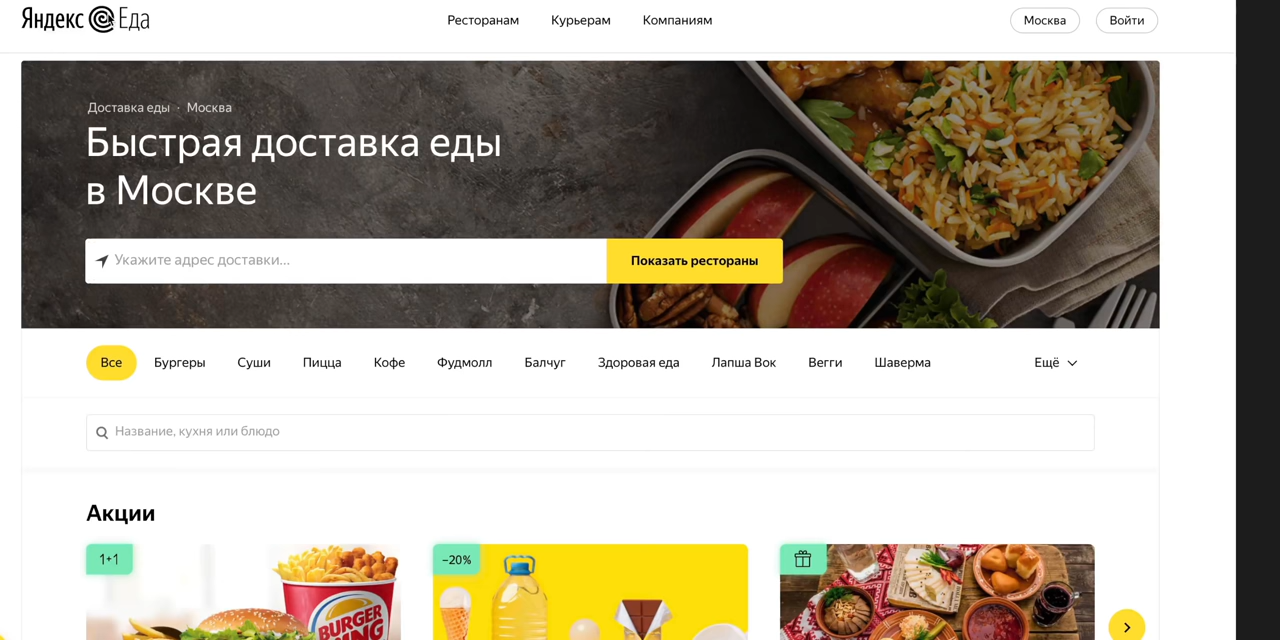 Яндекс Еда
Ресторанам
Курьерам
Компаниям
Москва
Войти
Доставка еды · Москва
Быстрая доставка еды
в Москве
Укажите адрес доставки...
Показать рестораны
Все
Бургеры
Суши
Пицца
Кофе
Фудмолл
Балчуг
Здоровая еда
Лапша Вок
Вегги
Шаверма
Ещё
Название, кухня или блюдо
Акции
1+1
−20%
BURGER
KING